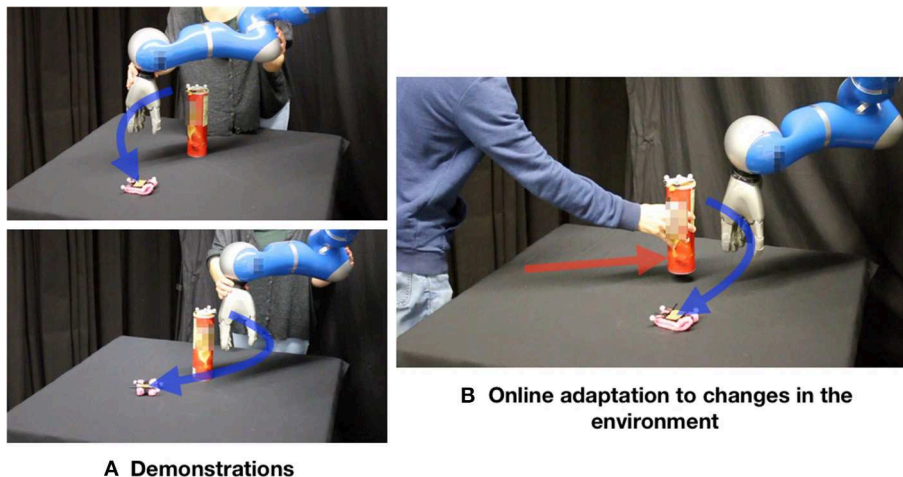 A Demonstrations
B Online adaptation to changes in the
environment